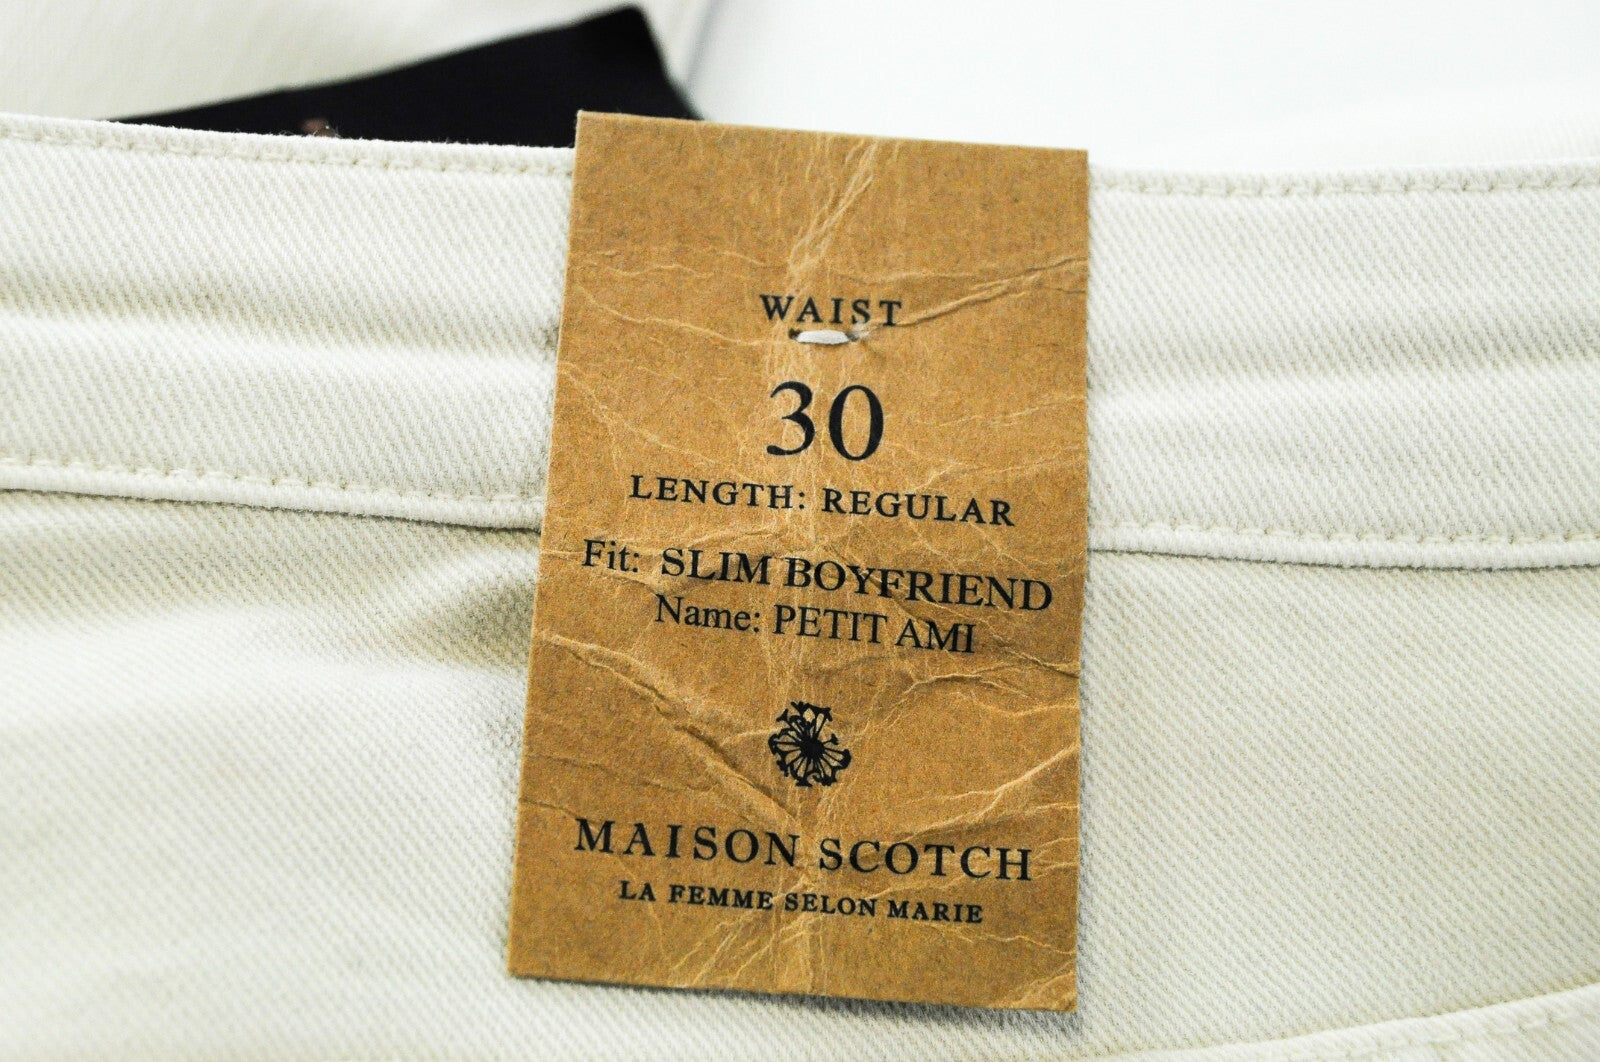 WAIST
30
LENGTH: REGULAR
Fit: SLIM BOYFRIEND
Name: PETIT AMI
MAISON SCOTCH
LA FEMME SELON MARIE